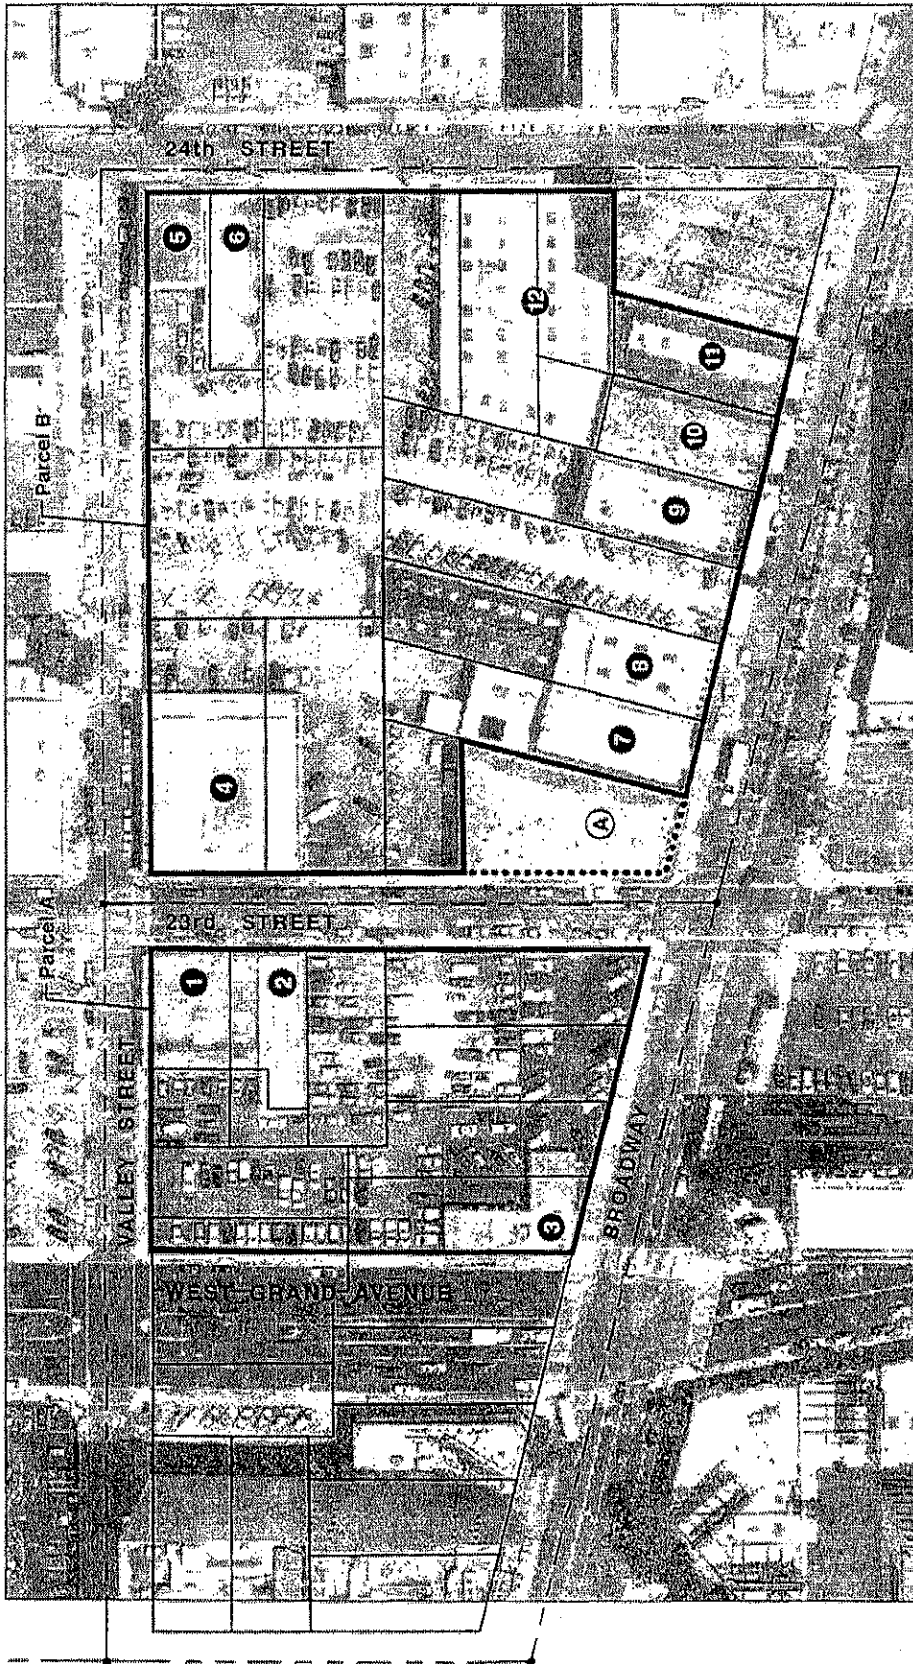 24th STREET
Parcel B
5
6
12
11
10
9
8
7
4
A
23rd STREET
Parcel A
1
2
3
VALLEY STREET
BROADWAY
WEST GRAND AVENUE